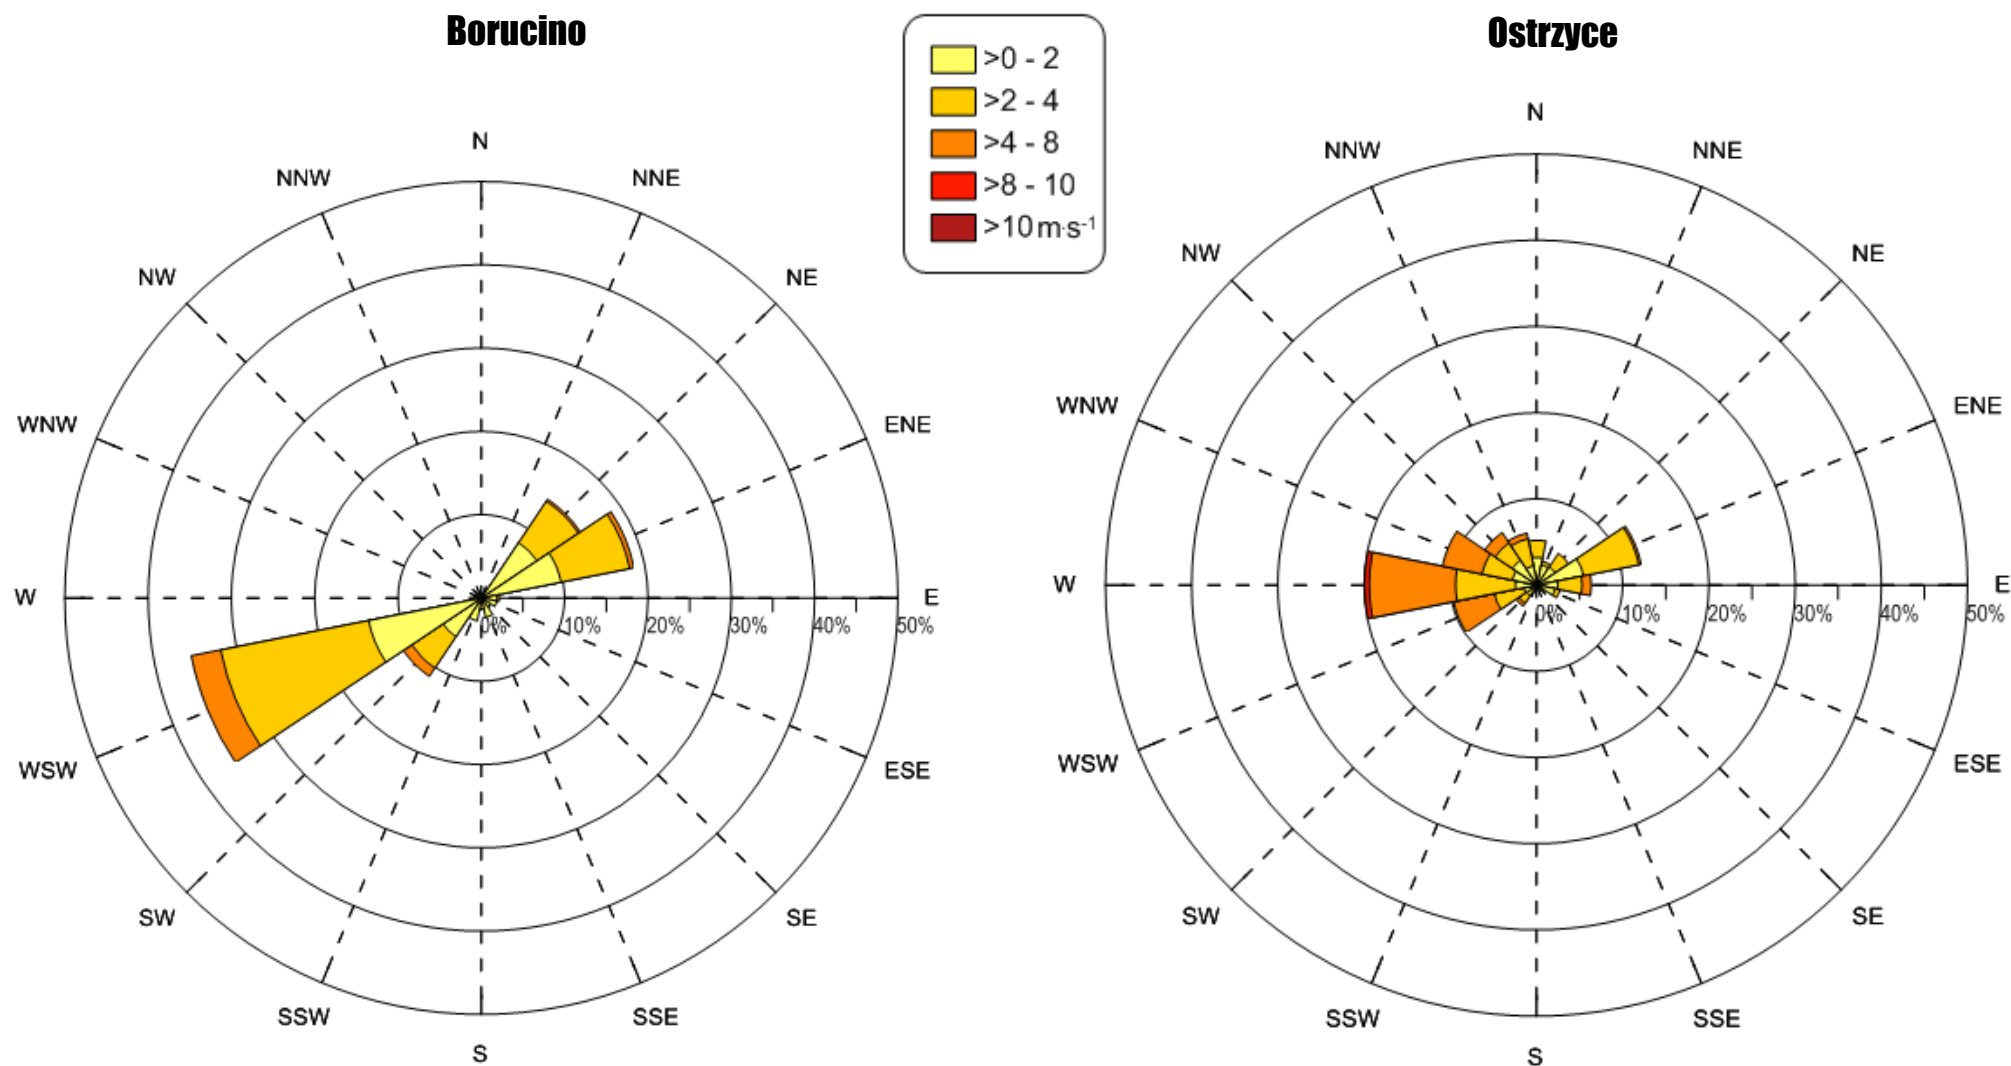 Borucino
Ostrzyce
>0 - 2
>2 - 4
>4 - 8
>8 - 10
>10 m·s⁻¹
N
NNE
NE
ENE
E
ESE
SE
SSE
S
SSW
SW
WSW
W
WNW
NW
NNW
0% 10% 20% 30% 40% 50%
N
NNE
NE
ENE
E
ESE
SE
SSE
S
SSW
SW
WSW
W
WNW
NW
NNW
0% 10% 20% 30% 40% 50%